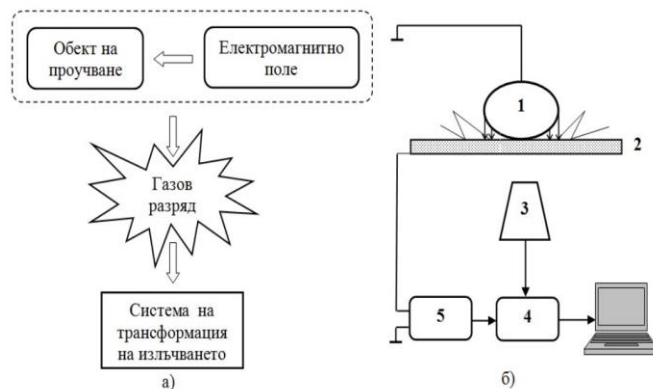 Обект на
проучване
Електромагнитно
поле
Газов
разряд
Система на
трансформация
на излъчването
а)
1
2
3
5
4
б)